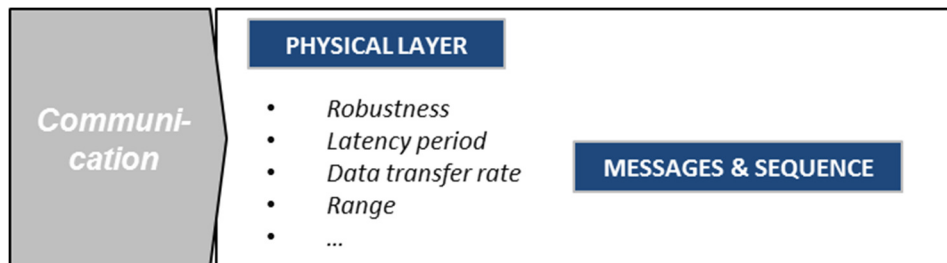 Communi-
cation
PHYSICAL LAYER
• Robustness
• Latency period
• Data transfer rate
• Range
• ...
MESSAGES & SEQUENCE